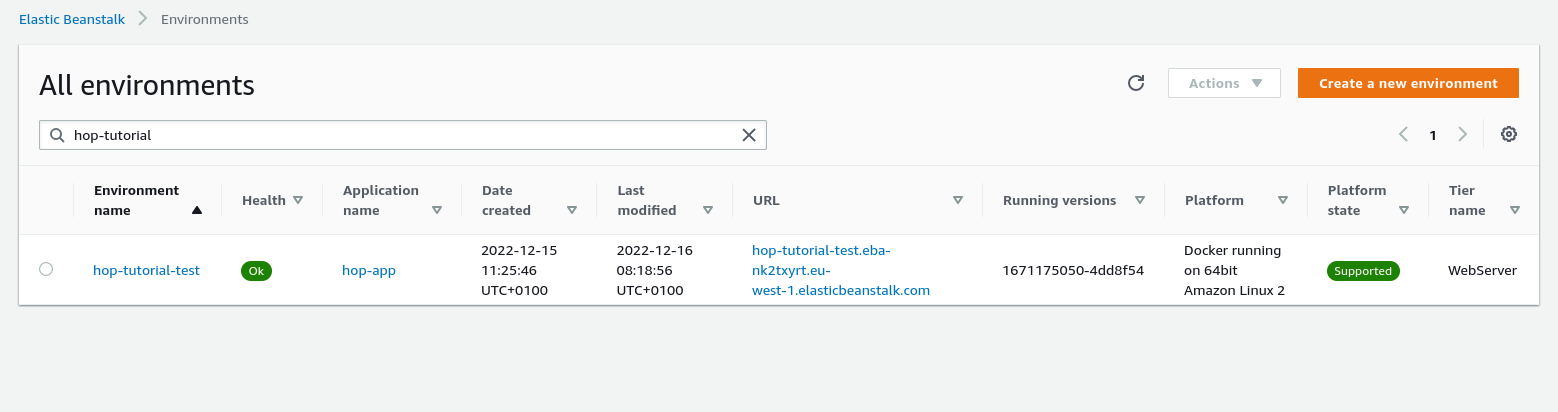 Elastic Beanstalk Environments
All environments
Actions
Create a new environment
hop-tutorial
1
Environment name
Health
Application name
Date created
Last modified
URL
Running versions
Platform
Platform state
Tier name
hop-tutorial-test
Ok
hop-app
2022-12-15
11:25:46
UTC+0100
2022-12-16
08:18:56
UTC+0100
hop-tutorial-test.eba-
nk2txyrt.eu-
west-1.elasticbeanstalk.com
1671175050-4dd8f54
Docker running
on 64bit
Amazon Linux 2
Supported
WebServer